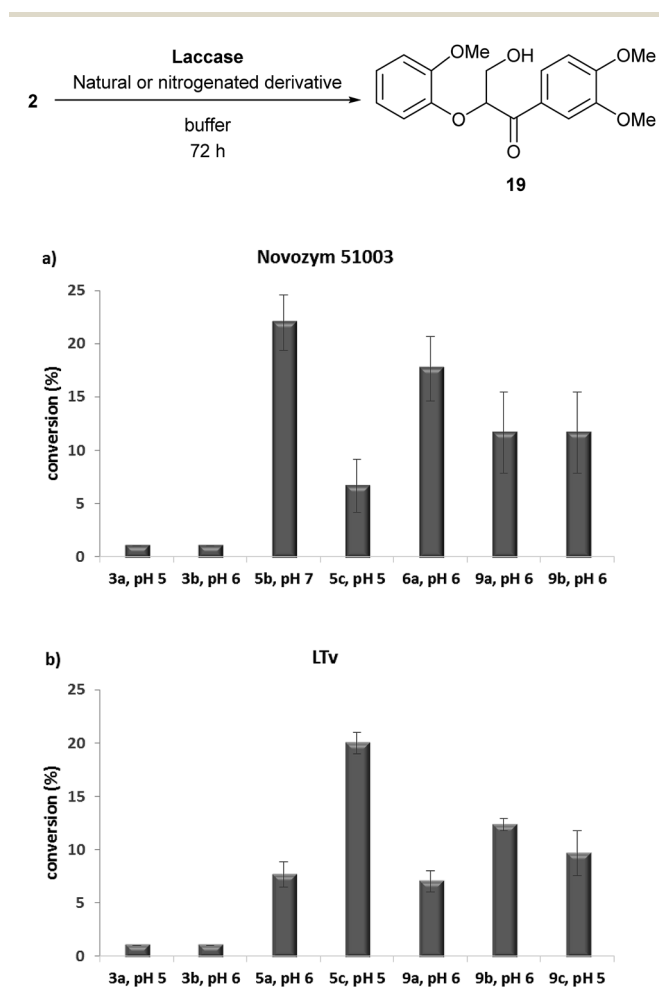 Laccase
Natural or nitrogenated derivative
2
buffer
72 h
OMe
OH
OMe
O
OMe
O
19
a)
Novozym 51003
conversion (%)
25
20
15
10
5
0
3a, pH 5 3b, pH 6 5b, pH 7 5c, pH 5 6a, pH 6 9a, pH 6 9b, pH 6
b)
LTv
conversion (%)
25
20
15
10
5
0
3a, pH 5 3b, pH 6 5a, pH 6 5c, pH 5 9a, pH 6 9b, pH 6 9c, pH 5